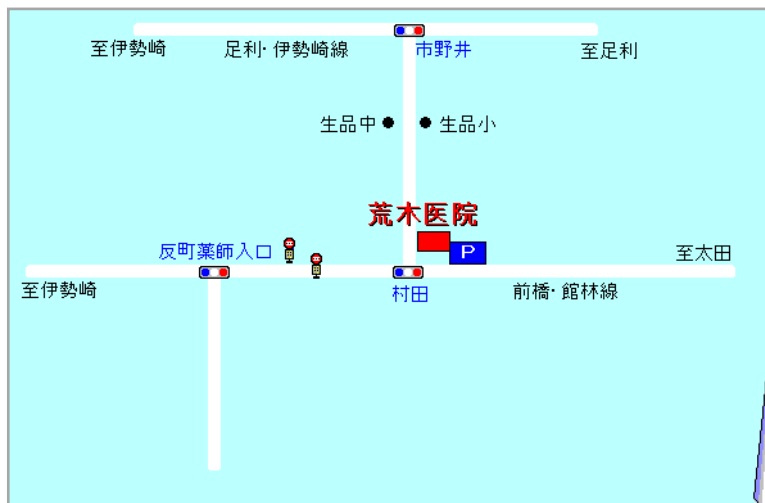 至伊勢崎
足利・伊勢崎線
市野井
至足利
生品中
生品小
荒木医院
P
反町薬師入口
至太田
至伊勢崎
村田
前橋・館林線